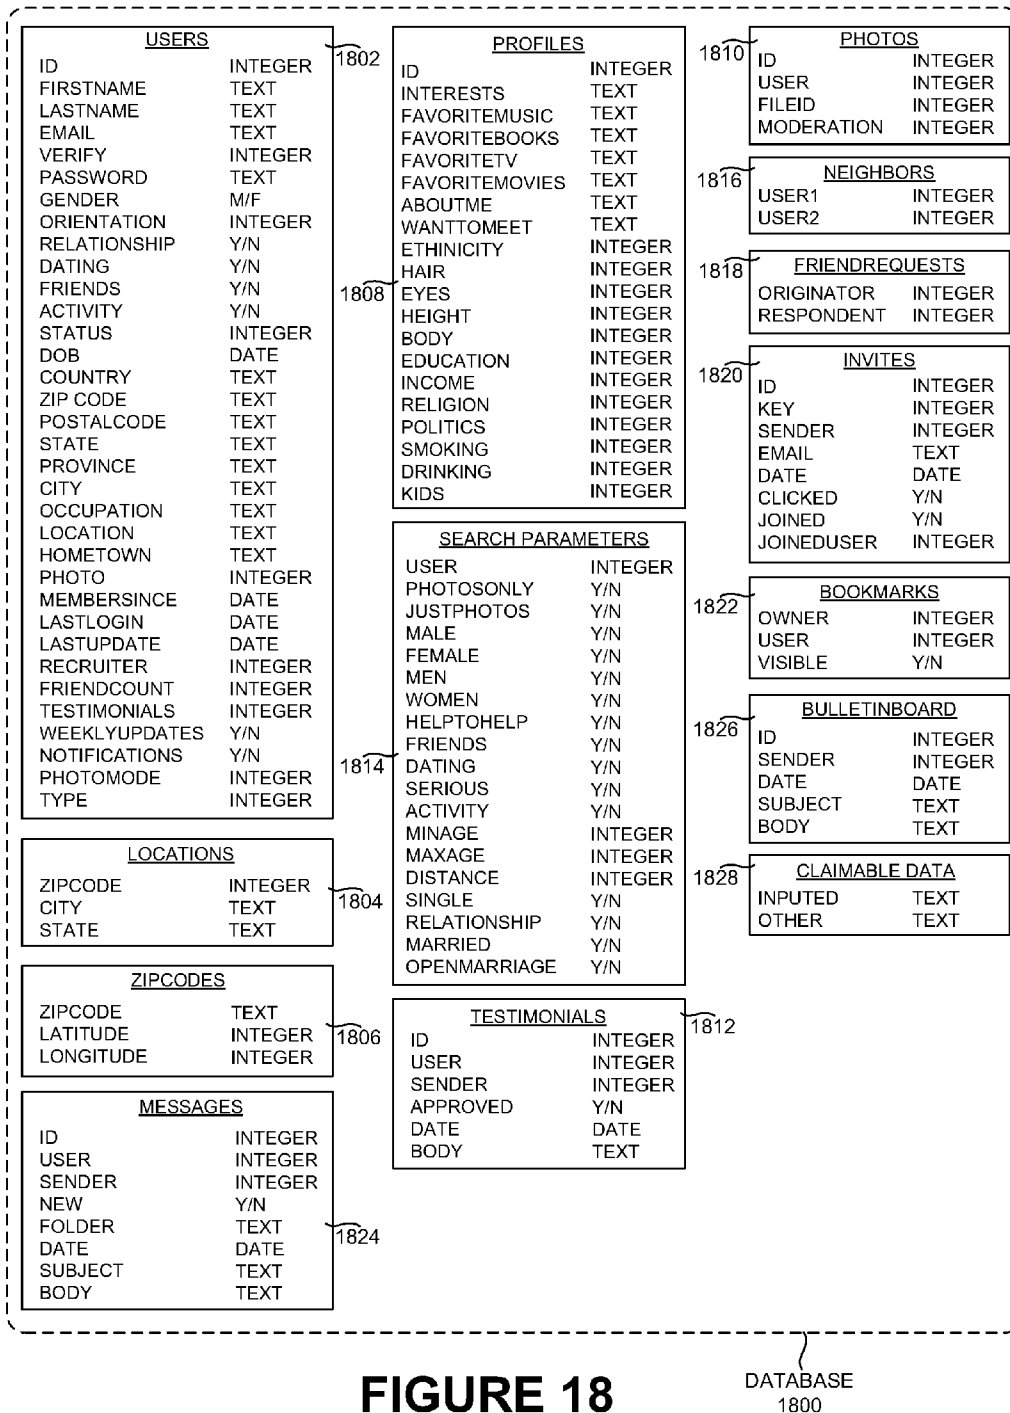 USERS
1802
ID INTEGER
FIRSTNAME TEXT
LASTNAME TEXT
EMAIL TEXT
VERIFY INTEGER
PASSWORD TEXT
GENDER M/F
ORIENTATION INTEGER
RELATIONSHIP Y/N
DATING Y/N
FRIENDS Y/N
ACTIVITY Y/N
STATUS INTEGER
DOB DATE
COUNTRY TEXT
ZIP CODE TEXT
POSTALCODE TEXT
STATE TEXT
PROVINCE TEXT
CITY TEXT
OCCUPATION TEXT
LOCATION TEXT
HOMETOWN TEXT
PHOTO INTEGER
MEMBERSINCE DATE
LASTLOGIN DATE
LASTUPDATE DATE
RECRUITER INTEGER
FRIENDCOUNT INTEGER
TESTIMONIALS INTEGER
WEEKLYUPDATES Y/N
NOTIFICATIONS Y/N
PHOTOMODE INTEGER
TYPE INTEGER
LOCATIONS
ZIPCODE INTEGER
1804
CITY TEXT
STATE TEXT
ZIPCODES
ZIPCODE TEXT
LATITUDE INTEGER
1806
LONGITUDE INTEGER
MESSAGES
ID INTEGER
USER INTEGER
SENDER INTEGER
NEW Y/N
FOLDER TEXT
1824
DATE DATE
SUBJECT TEXT
BODY TEXT
PROFILES
ID INTEGER
INTERESTS TEXT
FAVORITEMUSIC TEXT
FAVORITEBOOKS TEXT
FAVORITETV TEXT
FAVORITEMOVIES TEXT
ABOUTME TEXT
WANTTOMEET TEXT
ETHINICITY INTEGER
HAIR INTEGER
1808
EYES INTEGER
HEIGHT INTEGER
BODY INTEGER
EDUCATION INTEGER
INCOME INTEGER
RELIGION INTEGER
POLITICS INTEGER
SMOKING INTEGER
DRINKING INTEGER
KIDS INTEGER
SEARCH PARAMETERS
USER INTEGER
PHOTOSONLY Y/N
JUSTPHOTOS Y/N
MALE Y/N
FEMALE Y/N
MEN Y/N
WOMEN Y/N
HELPTOHELP Y/N
FRIENDS Y/N
1814
DATING Y/N
SERIOUS Y/N
ACTIVITY Y/N
MINAGE INTEGER
MAXAGE INTEGER
DISTANCE INTEGER
SINGLE Y/N
RELATIONSHIP Y/N
MARRIED Y/N
OPENMARRIAGE Y/N
TESTIMONIALS
1812
ID INTEGER
USER INTEGER
SENDER INTEGER
APPROVED Y/N
DATE DATE
BODY TEXT
PHOTOS
1810
ID INTEGER
USER INTEGER
FILEID INTEGER
MODERATION INTEGER
NEIGHBORS
1816
USER1 INTEGER
USER2 INTEGER
FRIENDREQUESTS
1818
ORIGINATOR INTEGER
RESPONDENT INTEGER
INVITES
1820
ID INTEGER
KEY INTEGER
SENDER INTEGER
EMAIL TEXT
DATE DATE
CLICKED Y/N
JOINED Y/N
JOINEDUSER INTEGER
BOOKMARKS
1822
OWNER INTEGER
USER INTEGER
VISIBLE Y/N
BULLETINBOARD
1826
ID INTEGER
SENDER INTEGER
DATE DATE
SUBJECT TEXT
BODY TEXT
CLAIMABLE DATA
1828
INPUTED TEXT
OTHER TEXT
DATABASE
1800
FIGURE 18